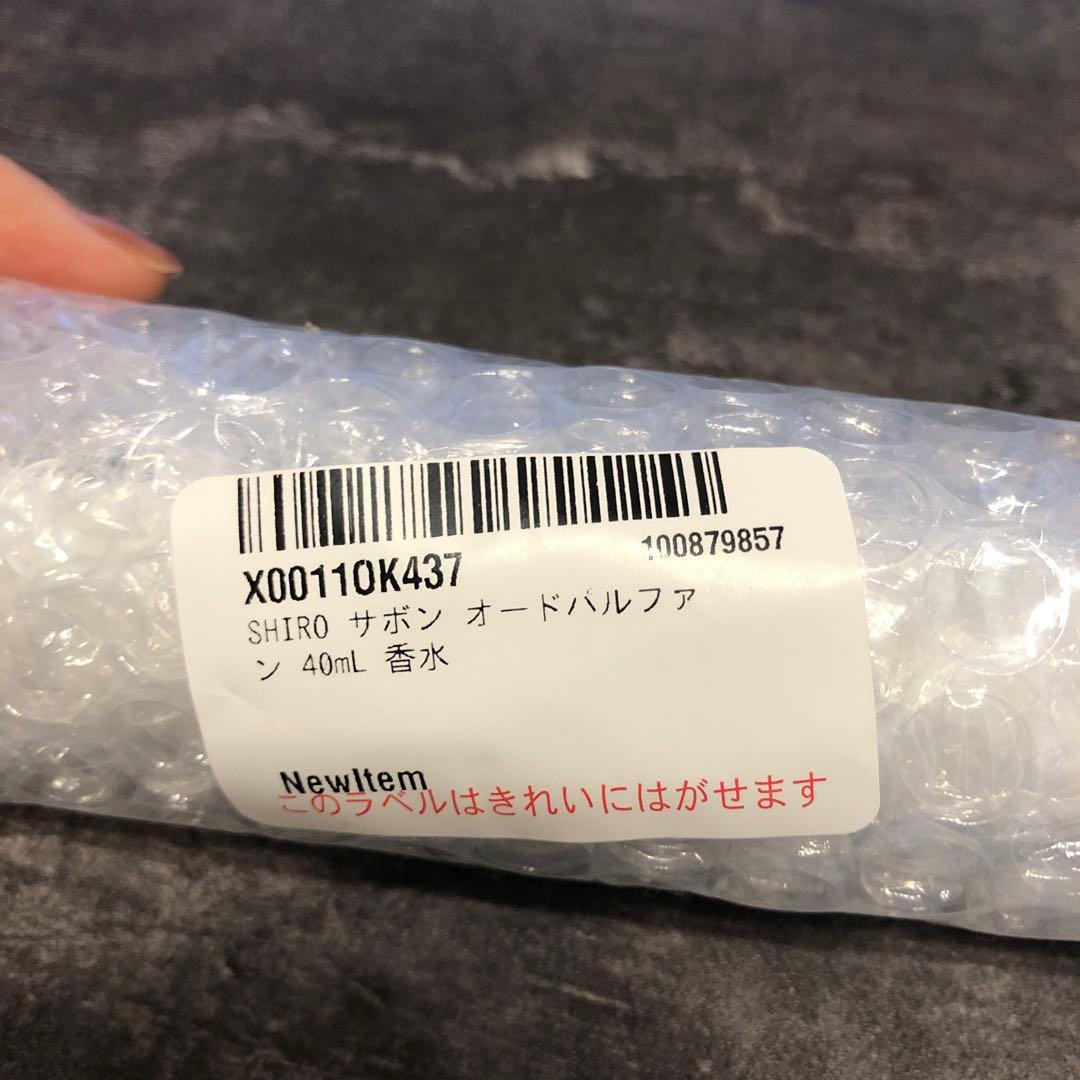 X0011OK437
100879857
SHIRO サボン オードパルファ
ン 40mL 香水
NewItem
このラベルはきれいにはがせます